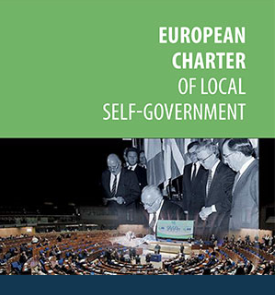 EUROPEAN
CHARTER
OF LOCAL
SELF-GOVERNMENT